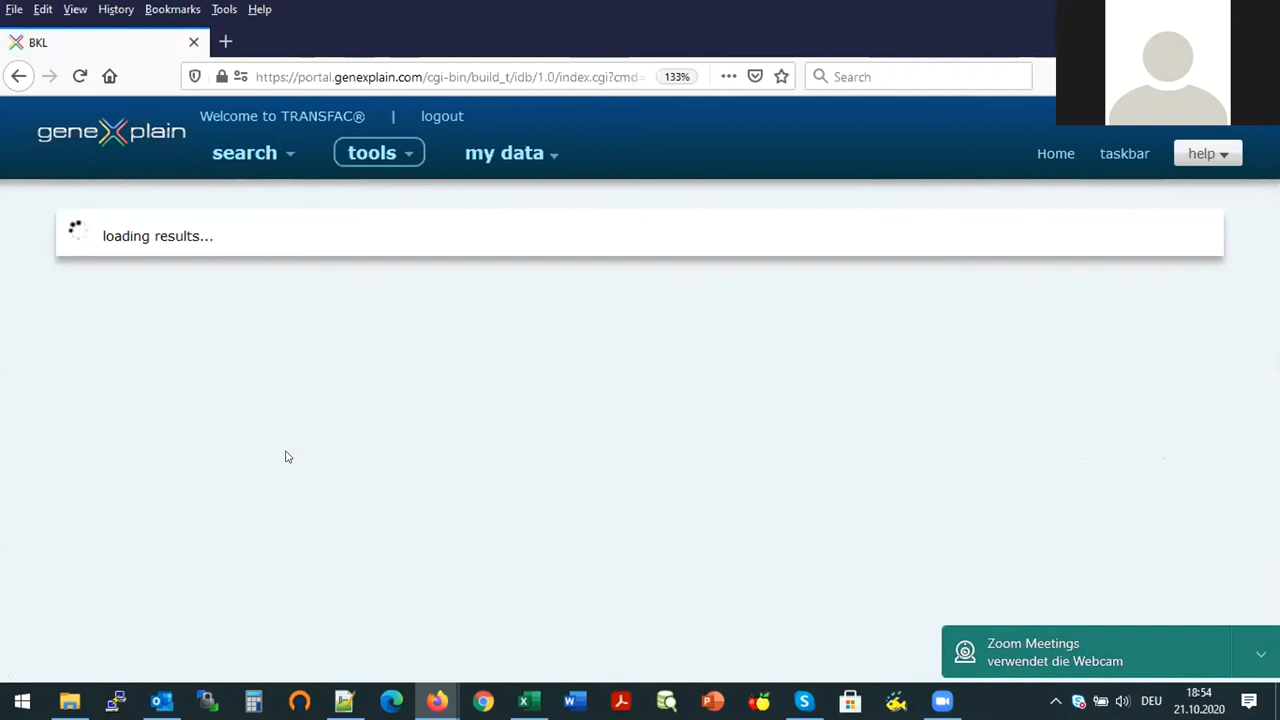 File Edit View History Bookmarks Tools Help
BKL
https://portal.genexplain.com/cgi-bin/build_t/idb/1.0/index.cgi?cmd= 133% Search
geneXplain
Welcome to TRANSFAC® | logout
search tools my data Home taskbar help
loading results...
Zoom Meetings
verwendet die Webcam
DEU
18:54
21.10.2020